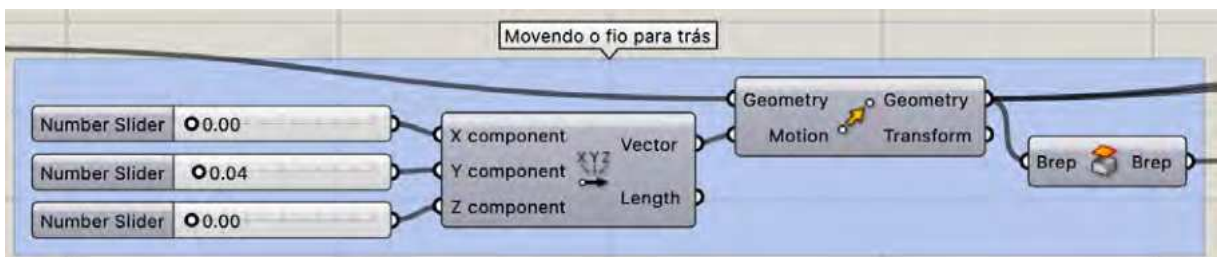 Movendo o fio para trás
Number Slider 0.00
Number Slider 0.04
Number Slider 0.00
X component
Y component
Z component
XYZ
Vector
Length
Geometry
Motion
Geometry
Transform
Brep
Brep